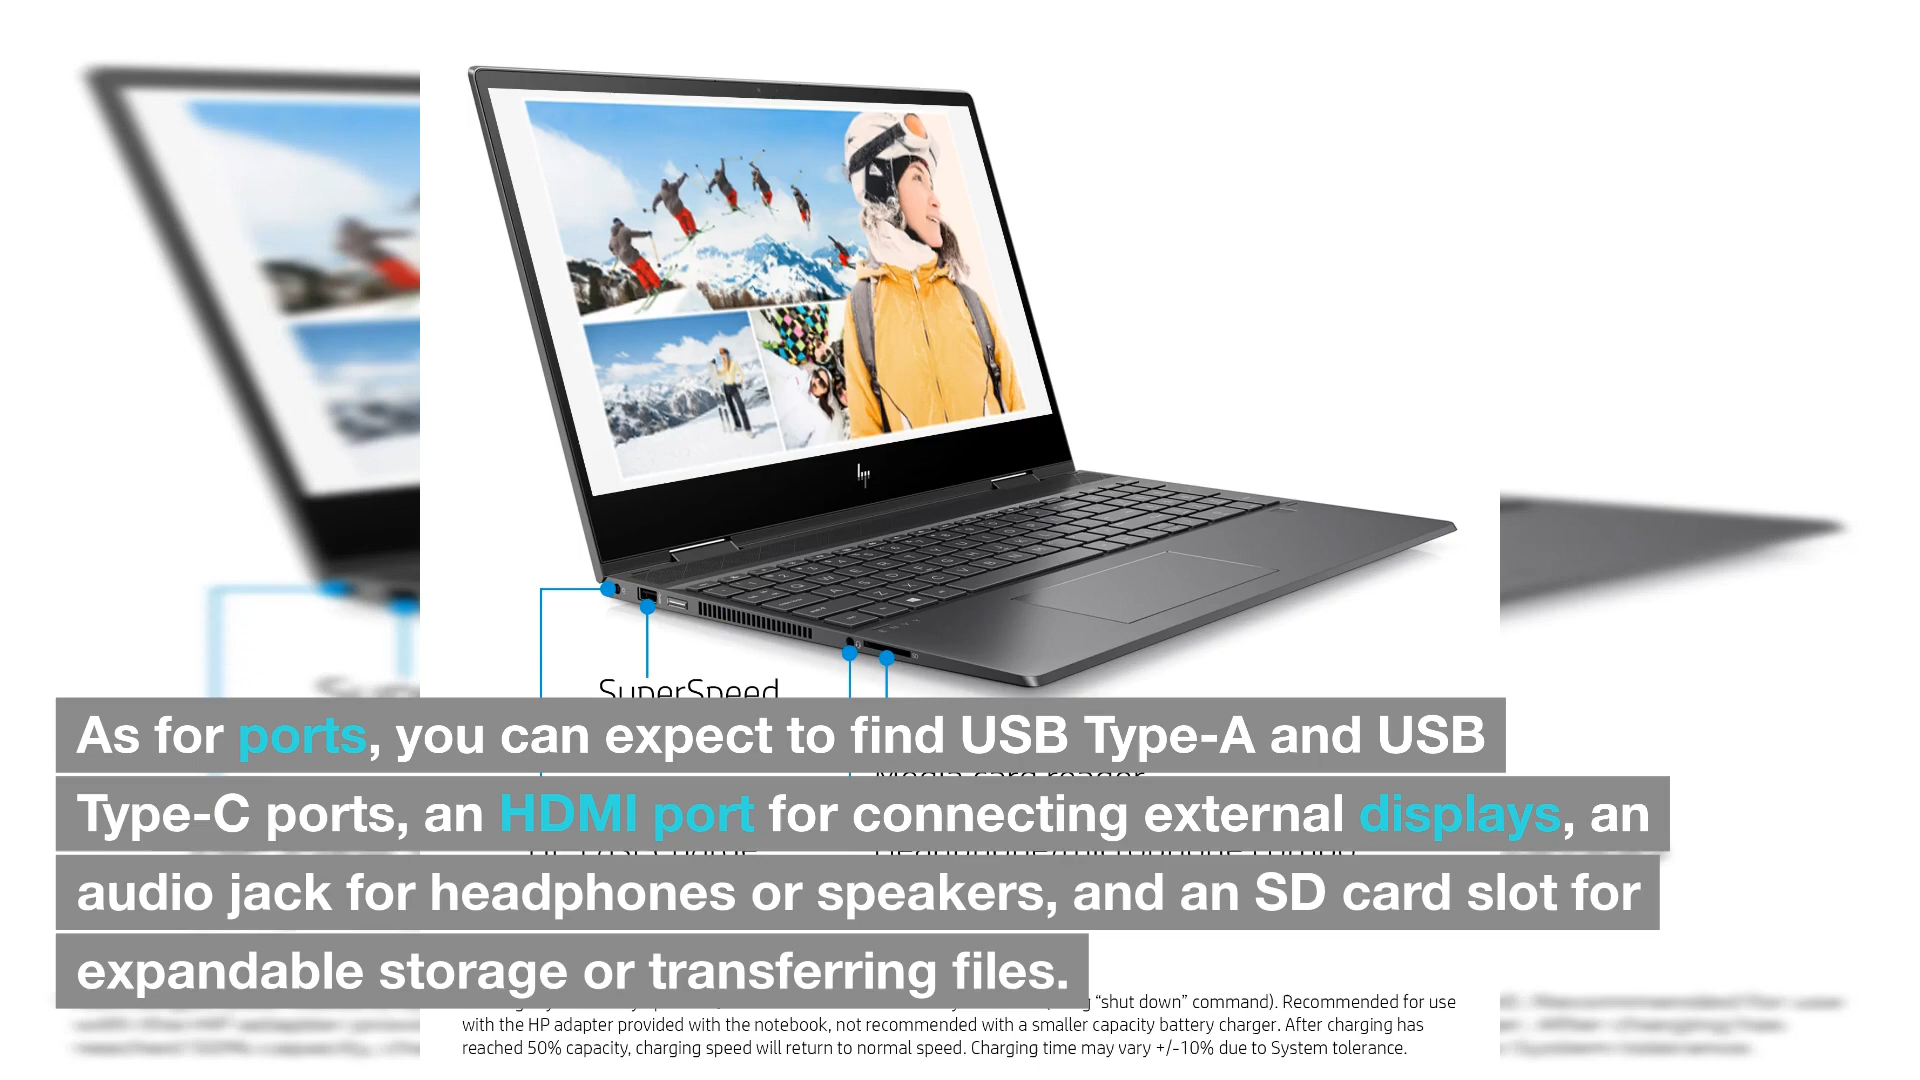 hp
ENVY
SuperSpeed
As for ports, you can expect to find USB Type-A and USB
Type-C ports, an HDMI port for connecting external displays, an
audio jack for headphones or speakers, and an SD card slot for
expandable storage or transferring files.
“shut down” command). Recommended for use
with the HP adapter provided with the notebook, not recommended with a smaller capacity battery charger. After charging has
reached 50% capacity, charging speed will return to normal speed. Charging time may vary +/-10% due to System tolerance.